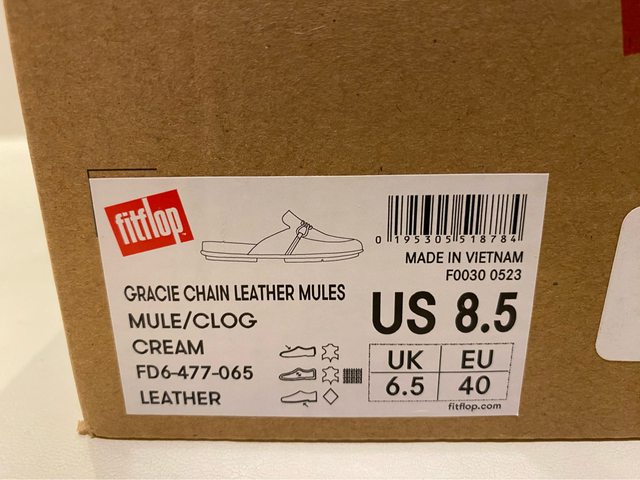 fitflop
0 195305 518784
MADE IN VIETNAM
F0030 0523
GRACIE CHAIN LEATHER MULES
MULE/CLOG
CREAM
FD6-477-065
LEATHER
US 8.5
UK EU
6.5 40
fitflop.com